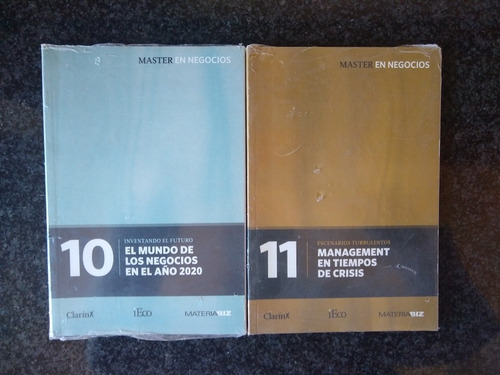 MASTER EN NEGOCIOS
10
INVENTANDO EL FUTURO
EL MUNDO DE
LOS NEGOCIOS
EN EL AÑO 2020
Clarín
iECO
MATERIABIZ
MASTER EN NEGOCIOS
11
ESCENARIOS TURBULENTOS
MANAGEMENT
EN TIEMPOS
DE CRISIS
Clarín
iECO
MATERIABIZ